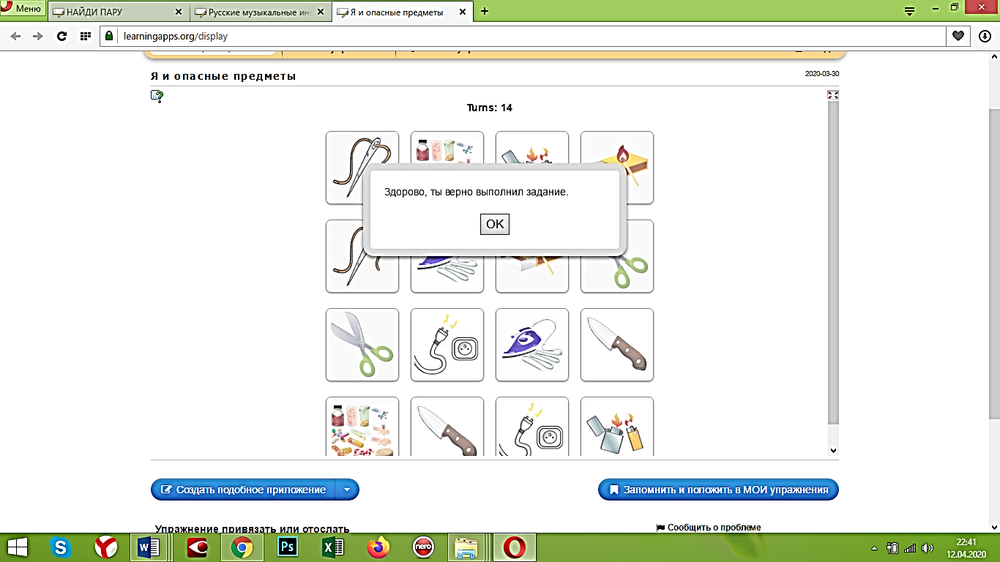 Меню
НАЙДИ ПАРУ
Русские музыкальные ин
Я и опасные предметы
learningapps.org/display
Я и опасные предметы
2020-03-30
Turns: 14
Здорово, ты верно выполнил задание.
OK
Создать подобное приложение
Запомнить и положить в МОИ упражнения
Упражнение привязать или отослать
Сообщить о проблеме
Ps
nero
22:41
12.04.2020